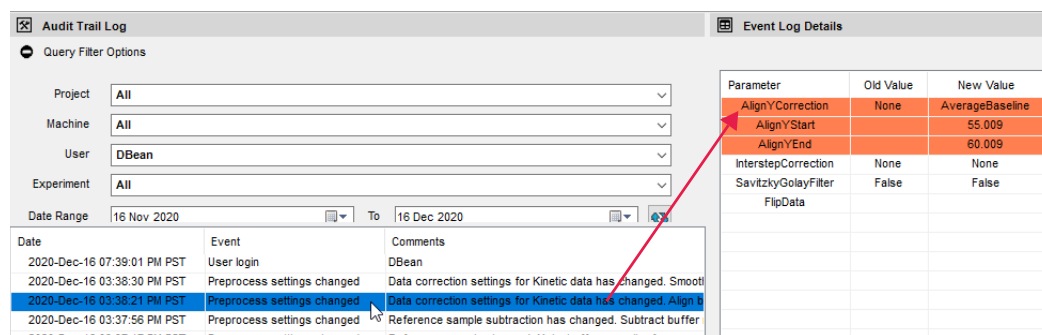 Audit Trail Log
Query Filter Options
Project All
Machine All
User DBean
Experiment All
Date Range 16 Nov 2020 To 16 Dec 2020
Date Event Comments
2020-Dec-16 07:39:01 PM PST User login DBean
2020-Dec-16 03:38:30 PM PST Preprocess settings changed Data correction settings for Kinetic data has changed. Smoot
2020-Dec-16 03:38:21 PM PST Preprocess settings changed Data correction settings for Kinetic data has changed. Align b
2020-Dec-16 03:37:56 PM PST Preprocess settings changed Reference sample subtraction has changed. Subtract buffer
Event Log Details
Parameter Old Value New Value
AlignYCorrection None AverageBaseline
AlignYStart 55.009
AlignYEnd 60.009
InterstepCorrection None None
SavitzkyGolayFilter False False
FlipData